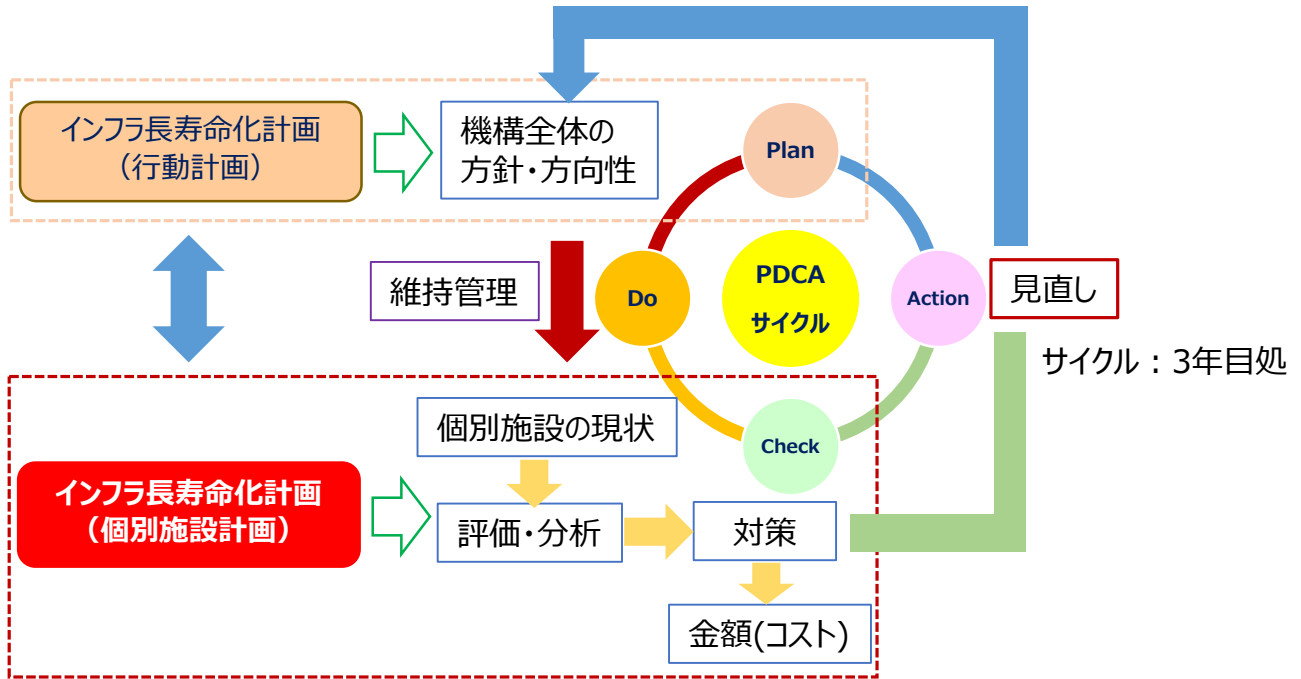 インフラ長寿命化計画
（行動計画）
機構全体の
方針・方向性
Plan
維持管理
Do
PDCA
サイクル
Action
見直し
サイクル：3年目処
個別施設の現状
Check
インフラ長寿命化計画
（個別施設計画）
評価・分析
対策
金額(コスト)